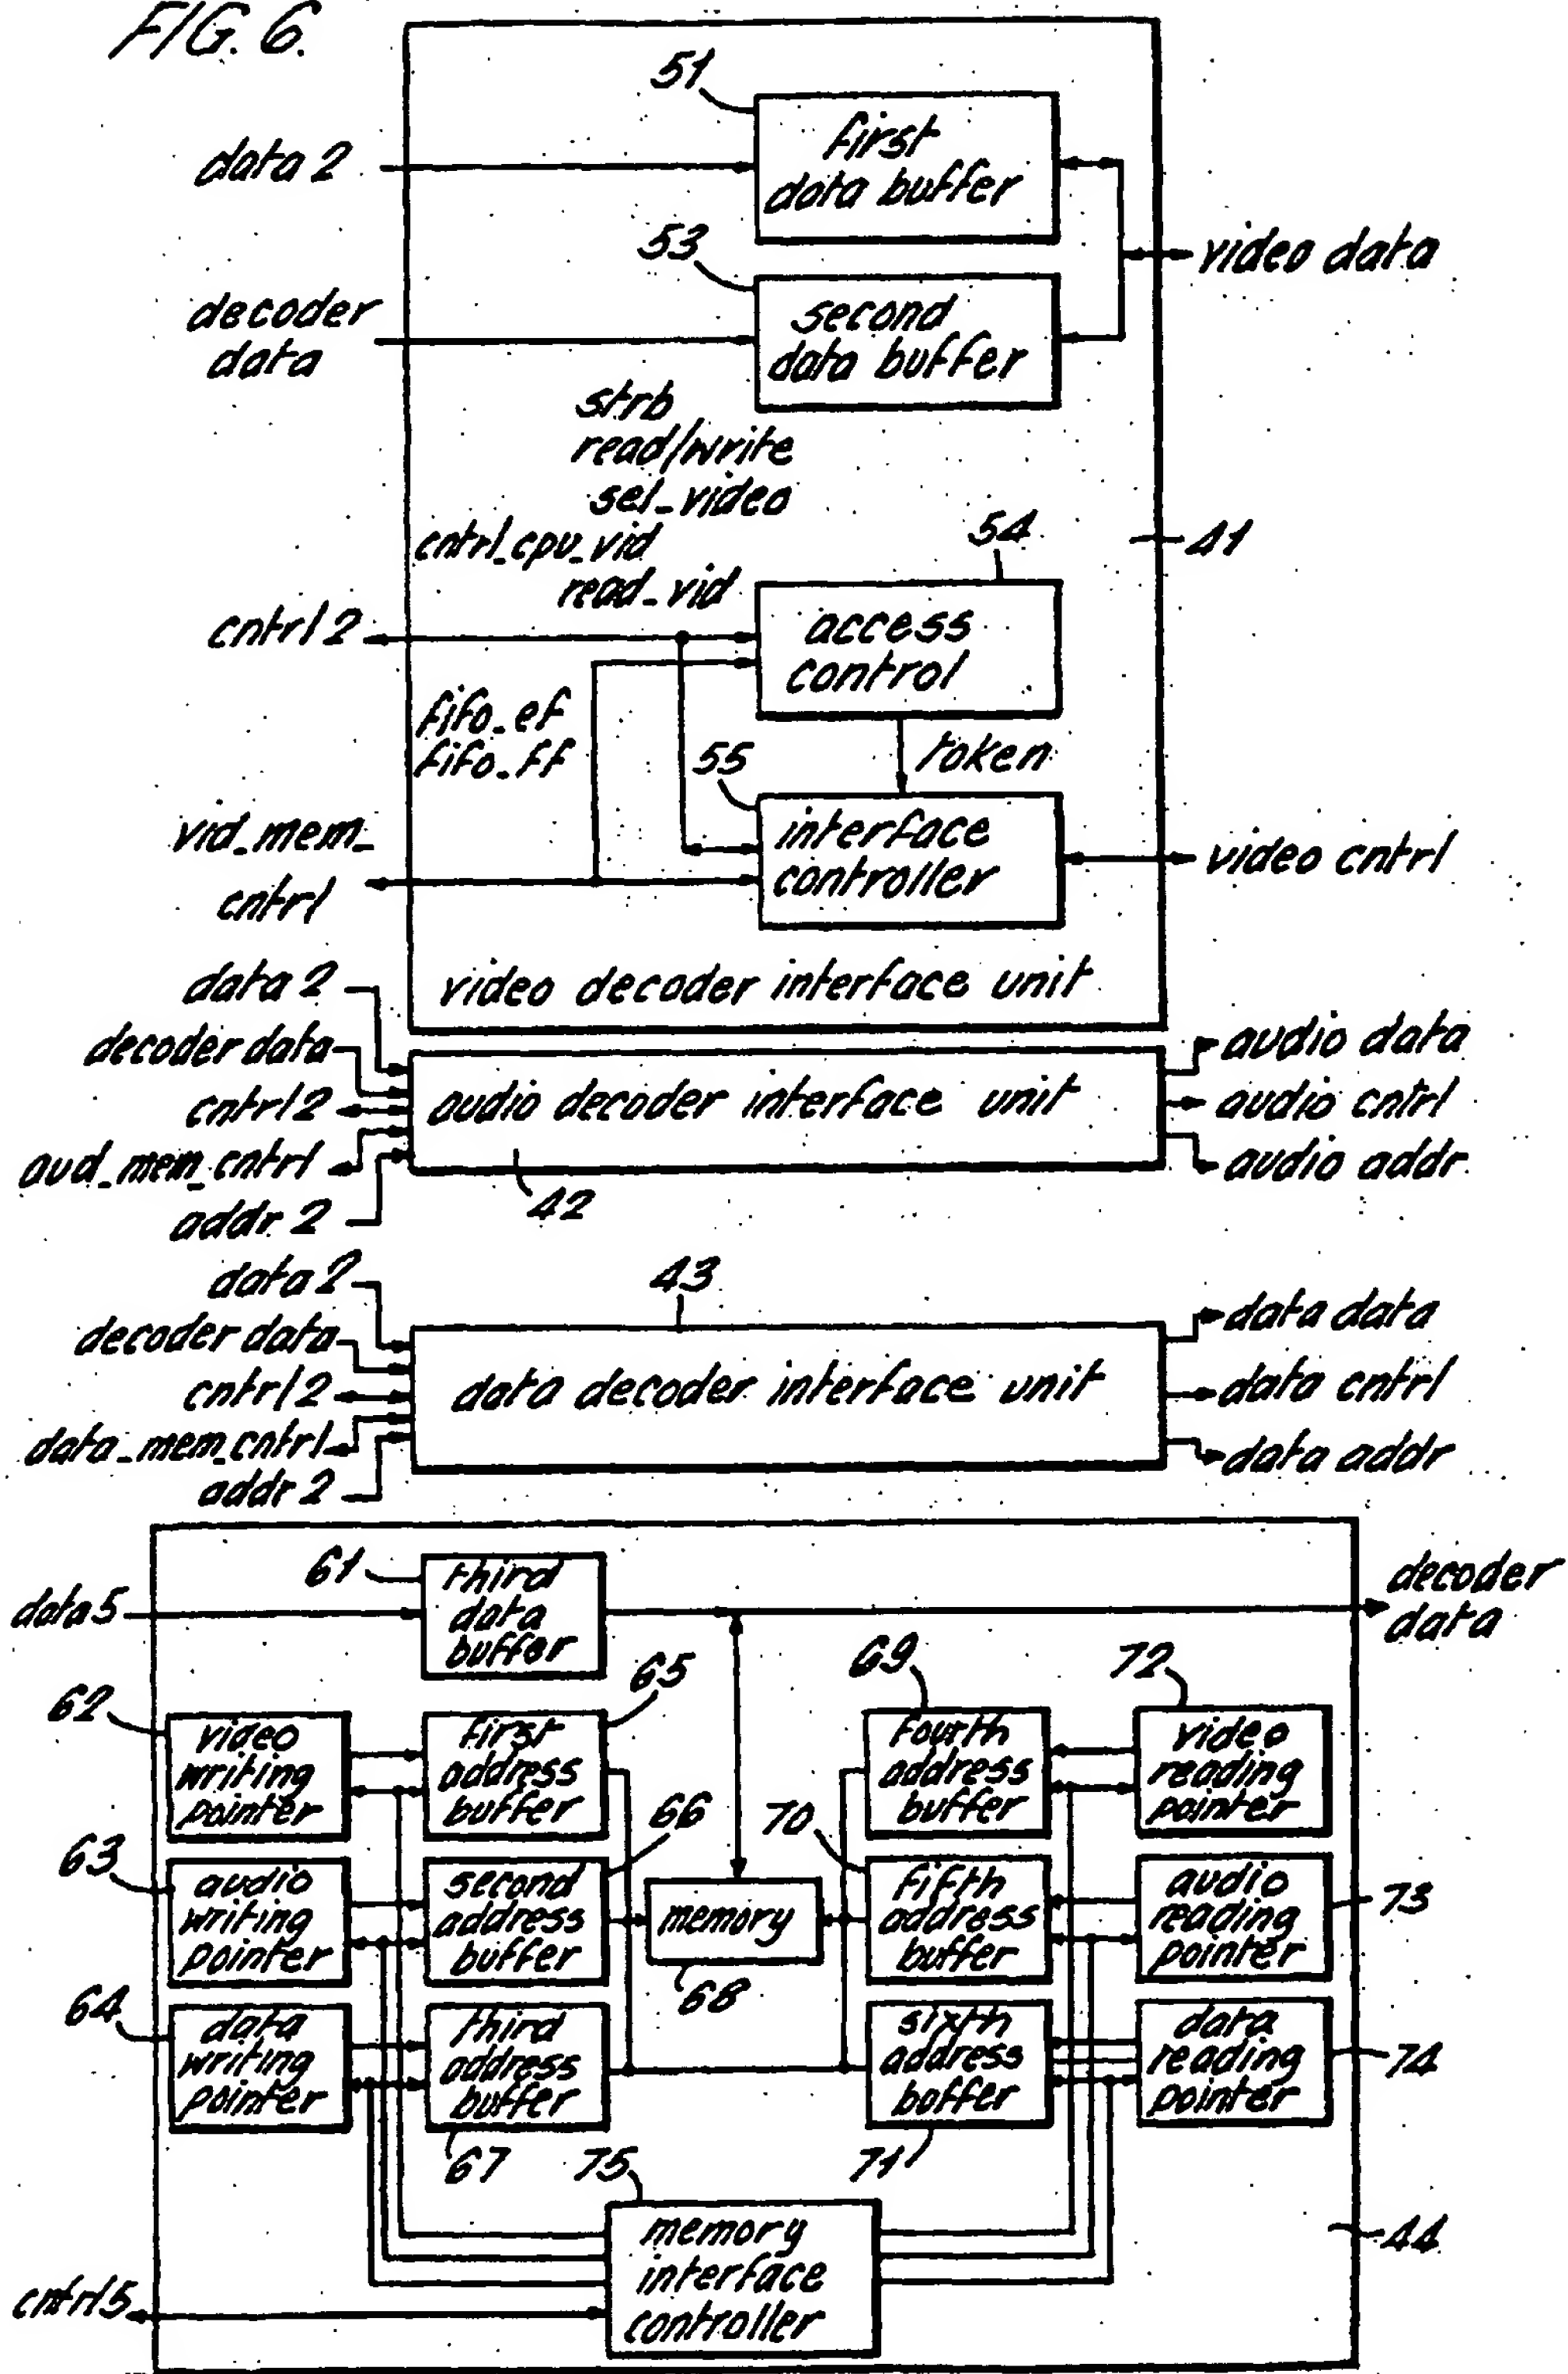 FIG. 6.
51
first
data buffer
data 2
53
video data
decoder
data
second
data buffer
strb
read/write
sel_video
cntrl_cpu_vid
read_vid
54
41
cntrl 2
access
control
fifo_ef
fifo_ff
55
token
vid_mem_
cntrl
interface
controller
video cntrl
video decoder interface unit
data 2
decoder data
cntrl 2
aud_mem_cntrl
addr 2
audio decoder interface unit
42
audio data
audio cntrl
audio addr
data 2
decoder data
cntrl 2
data_mem_cntrl
addr 2
43
data decoder interface unit
data data
data cntrl
data addr
61
third
data
buffer
data 5
decoder
data
62
video
writing
pointer
65
first
address
buffer
69
fourth
address
buffer
72
video
reading
pointer
63
audio
writing
pointer
66
second
address
buffer
memory
68
70
fifth
address
buffer
audio
reading
pointer
73
64
data
writing
pointer
third
address
buffer
67
sixth
address
buffer
71
data
reading
pointer
74
75
memory
interface
controller
44
cntrl 5